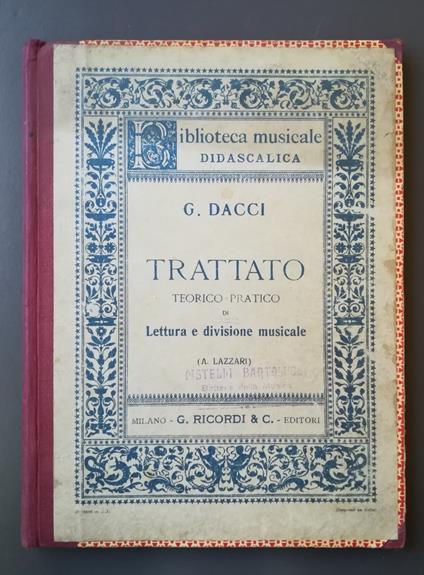 Biblioteca musicale
DIDASCALICA
G. DACCI
TRATTATO
TEORICO-PRATICO
DI
Lettura e divisione musicale
(A. LAZZARI)
MILANO - G. RICORDI & C. - EDITORI